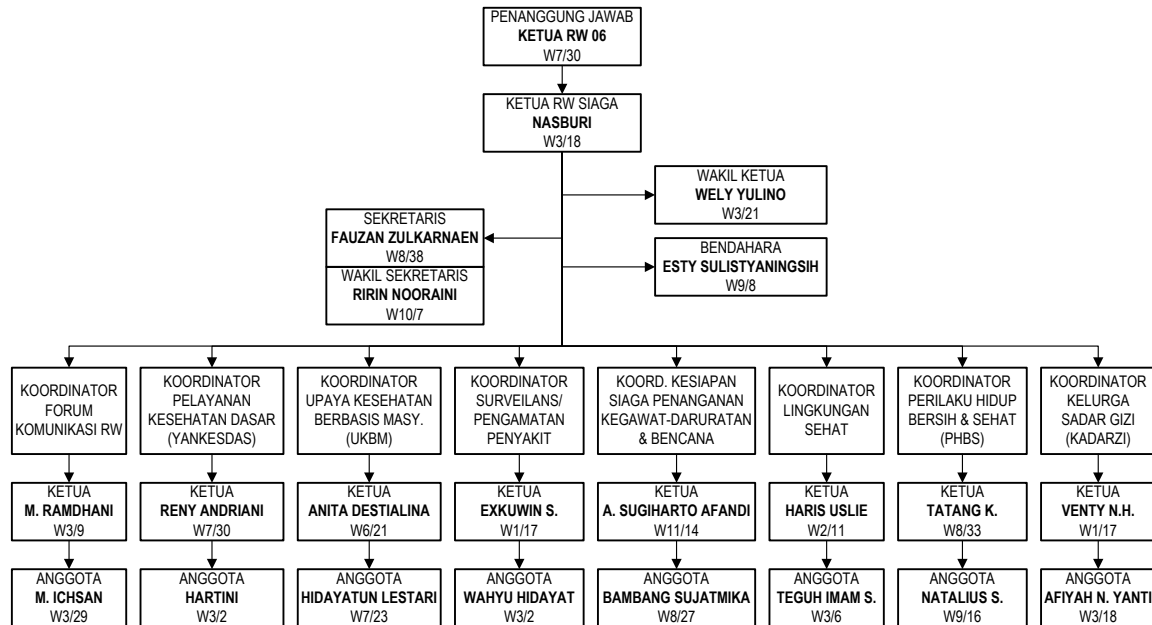 PENANGGUNG JAWAB
KETUA RW 06
W7/30
KETUA RW SIAGA
NASBURI
W3/18
WAKIL KETUA
WELY YULINO
W3/21
SEKRETARIS
FAUZAN ZULKARNAEN
W8/38
WAKIL SEKRETARIS
RIRIN NOORAINI
W10/7
BENDAHARA
ESTY SULISTYANINGSIH
W9/8
KOORDINATOR
FORUM
KOMUNIKASI RW
KOORDINATOR
PELAYANAN
KESEHATAN DASAR
(YANKESDAS)
KOORDINATOR
UPAYA KESEHATAN
BERBASIS MASY.
(UKBM)
KOORDINATOR
SURVEILANS/
PENGAMATAN
PENYAKIT
KOORD. KESIAPAN
SIAGA PENANGANAN
KEGAWAT-DARURATAN
& BENCANA
KOORDINATOR
LINGKUNGAN
SEHAT
KOORDINATOR
PERILAKU HIDUP
BERSIH & SEHAT
(PHBS)
KOORDINATOR
KELURGA
SADAR GIZI
(KADARZI)
KETUA
M. RAMDHANI
W3/9
KETUA
RENY ANDRIANI
W7/30
KETUA
ANITA DESTIALINA
W6/21
KETUA
EXKUWIN S.
W1/17
KETUA
A. SUGIHARTO AFANDI
W11/14
KETUA
HARIS USLIE
W2/11
KETUA
TATANG K.
W8/33
KETUA
VENTY N.H.
W1/17
ANGGOTA
M. ICHSAN
W3/29
ANGGOTA
HARTINI
W3/2
ANGGOTA
HIDAYATUN LESTARI
W7/23
ANGGOTA
WAHYU HIDAYAT
W3/2
ANGGOTA
BAMBANG SUJATMIKA
W8/27
ANGGOTA
TEGUH IMAM S.
W3/6
ANGGOTA
NATALIUS S.
W9/16
ANGGOTA
AFIYAH N. YANTI
W3/18